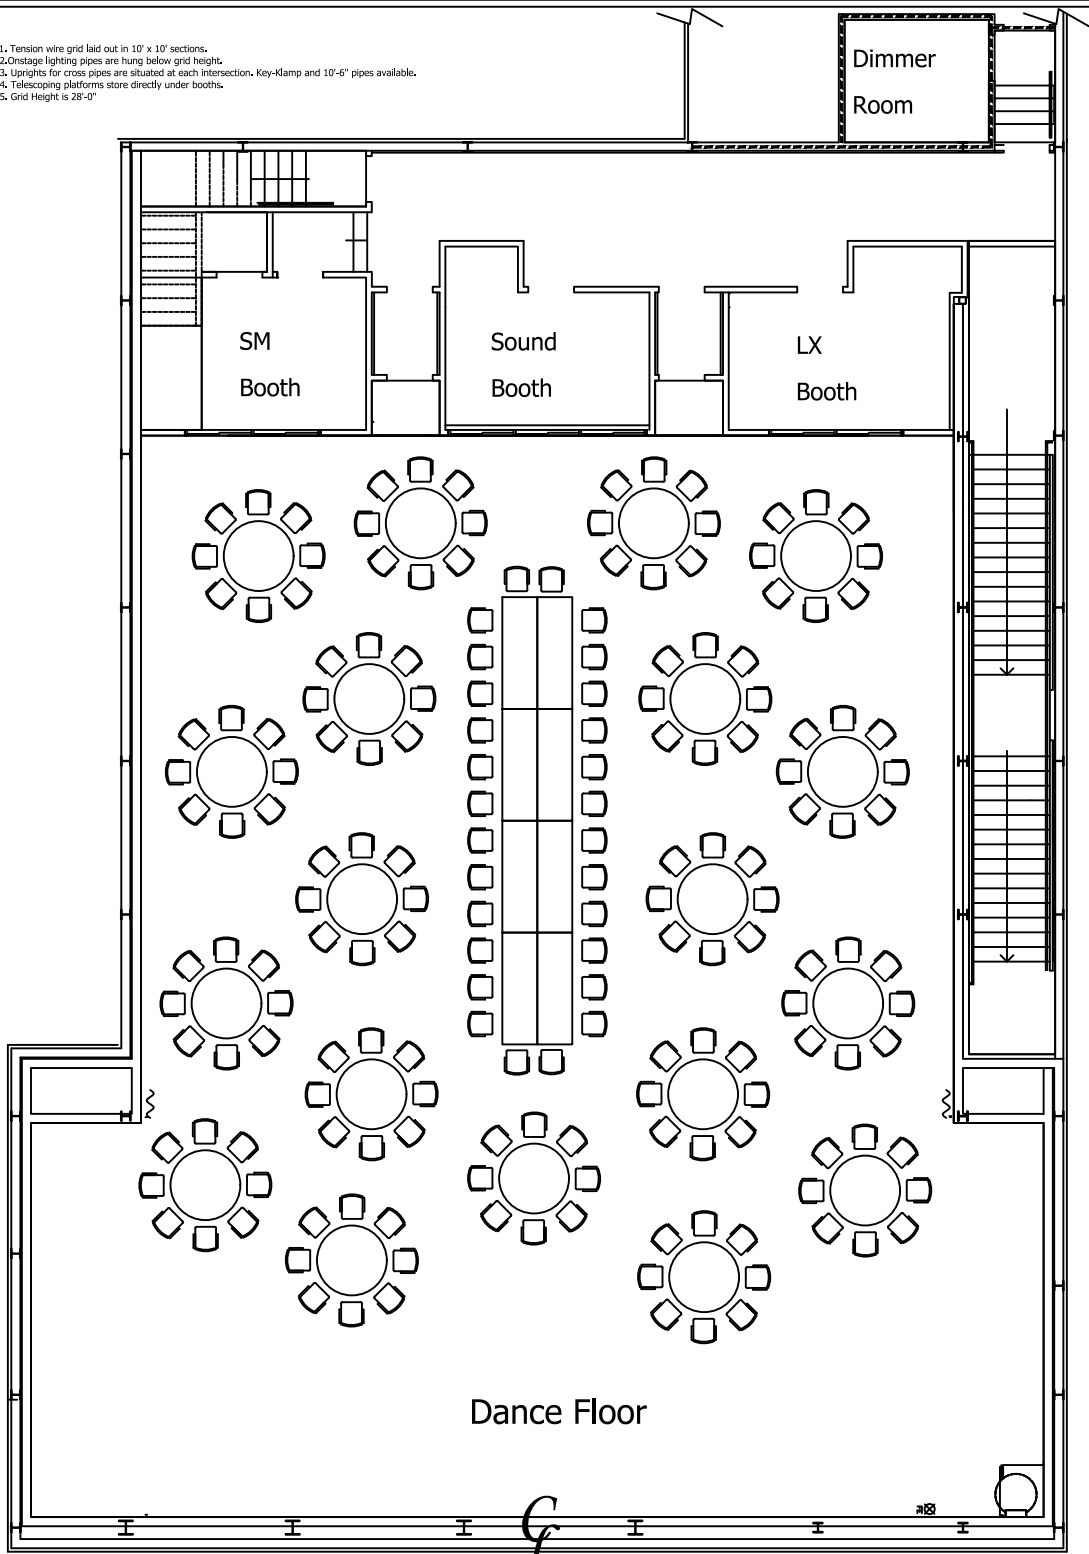 1. Tension wire grid laid out in 10' x 10' sections.
2.Onstage lighting pipes are hung below grid height.
3. Uprights for cross pipes are situated at each intersection. Key-Klamp and 10'-6" pipes available.
4. Telescoping platforms store directly under booths.
5. Grid Height is 28'-0"
Dimmer
Room
SM
Booth
Sound
Booth
LX
Booth
Dance Floor